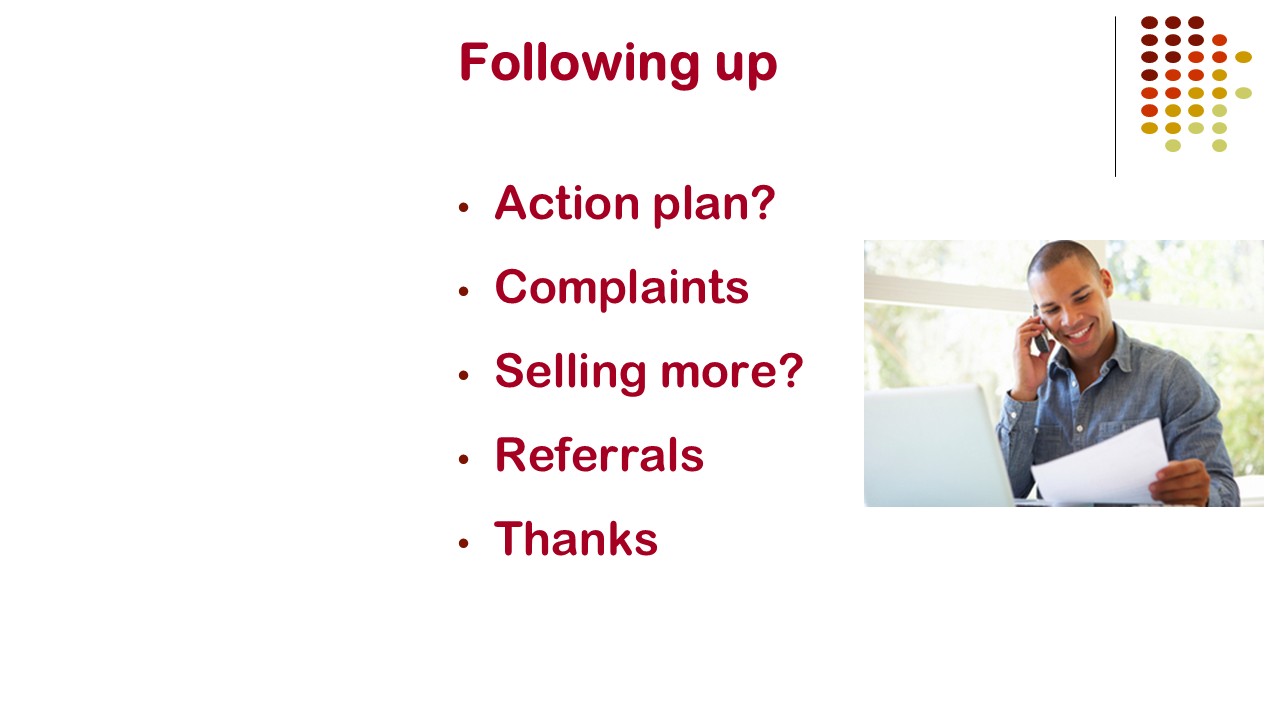 Following up
• Action plan?
• Complaints
• Selling more?
• Referrals
• Thanks